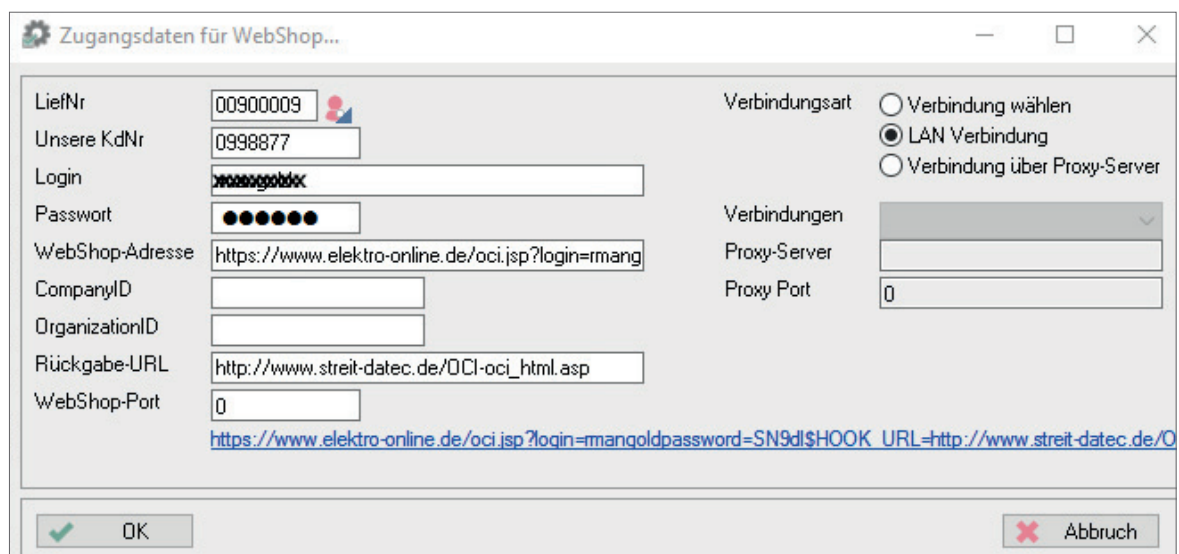 Zugangsdaten für WebShop...
LiefNr 00900009
Unsere KdNr 0998877
Login
Passwort ●●●●●●
WebShop-Adresse https://www.elektro-online.de/oci.jsp?login=rmang
CompanyID
OrganizationID
Rückgabe-URL http://www.streit-datec.de/OCI-oci_html.asp
WebShop-Port 0
https://www.elektro-online.de/oci.jsp?login=rmangoldpassword=SN9dl$HOOK_URL=http://www.streit-datec.de/O
Verbindungsart
Verbindung wählen
LAN Verbindung
Verbindung über Proxy-Server
Verbindungen
Proxy-Server
Proxy Port 0
OK
Abbruch